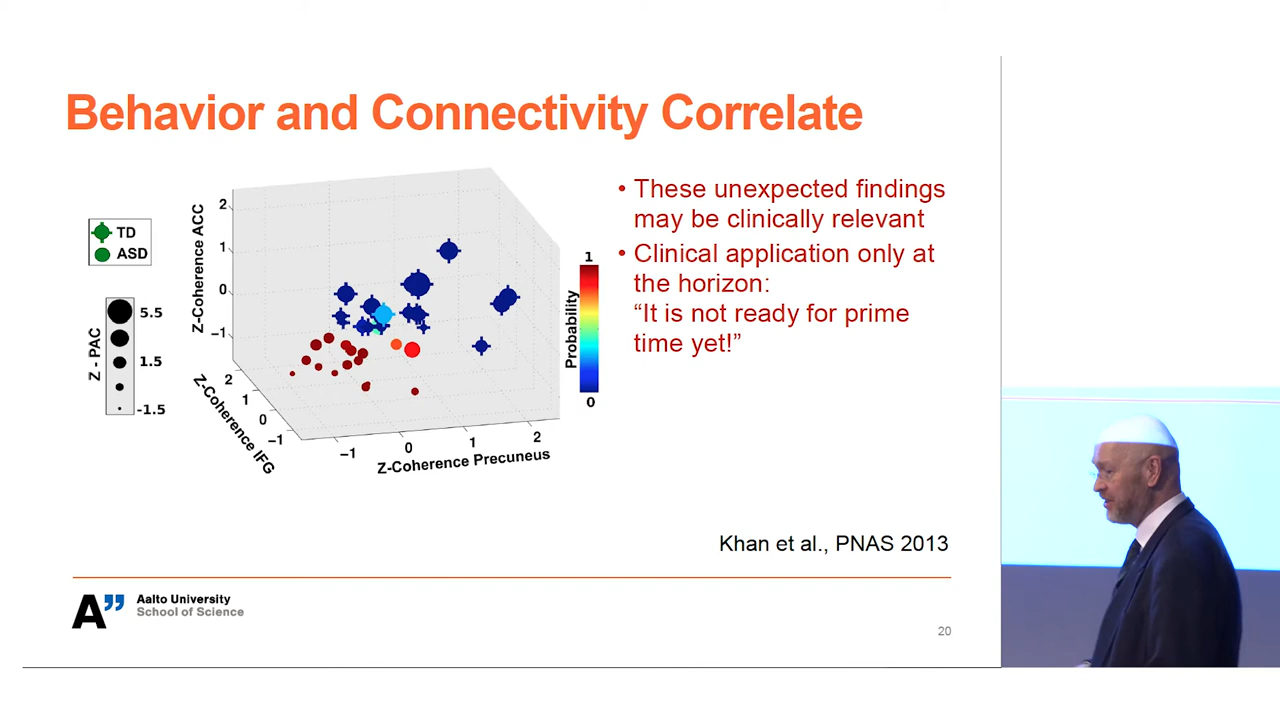 Behavior and Connectivity Correlate
TD
ASD
Z - PAC
5.5
1.5
-1.5
Z-Coherence ACC
2
1
0
−1
Z-Coherence IFG
2
1
0
−1
Z-Coherence Precuneus
−1
0
1
2
Probability
1
0
• These unexpected findings
may be clinically relevant
• Clinical application only at
the horizon:
“It is not ready for prime
time yet!”
Khan et al., PNAS 2013
A”
Aalto University
School of Science
20